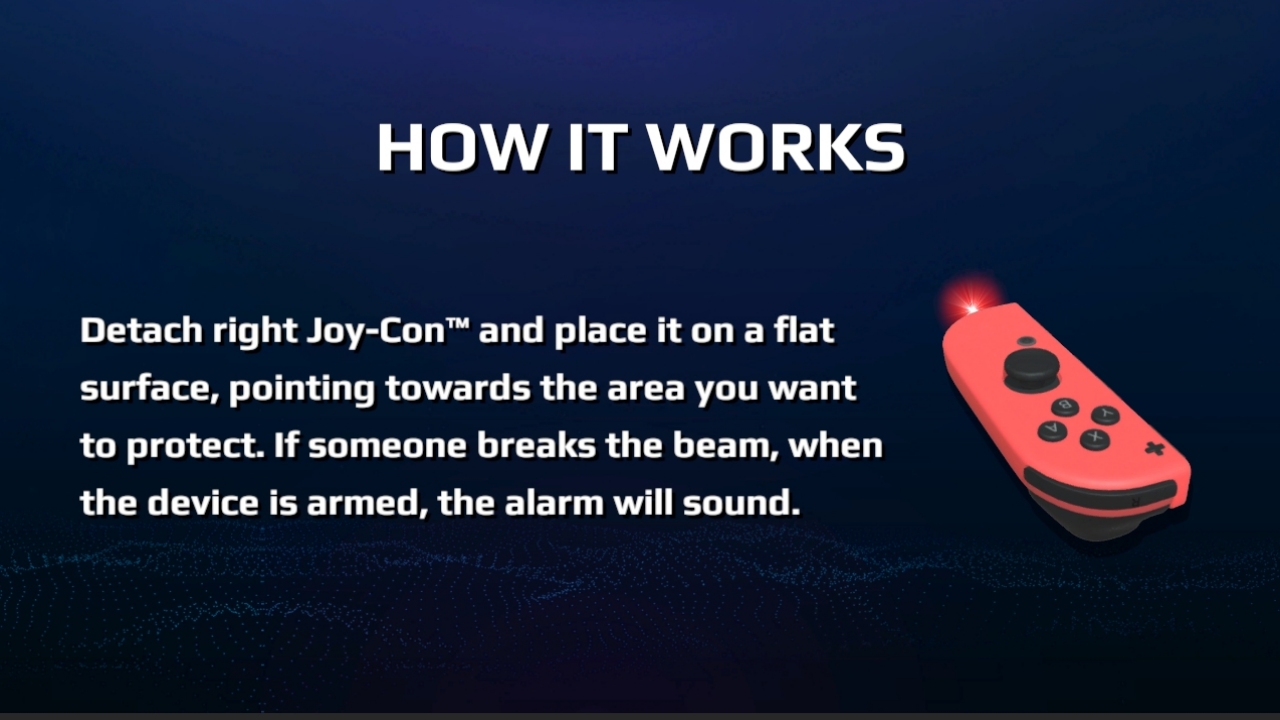 HOW IT WORKS
Detach right Joy-Con™ and place it on a flat
surface, pointing towards the area you want
to protect. If someone breaks the beam, when
the device is armed, the alarm will sound.
B
Y
A
X